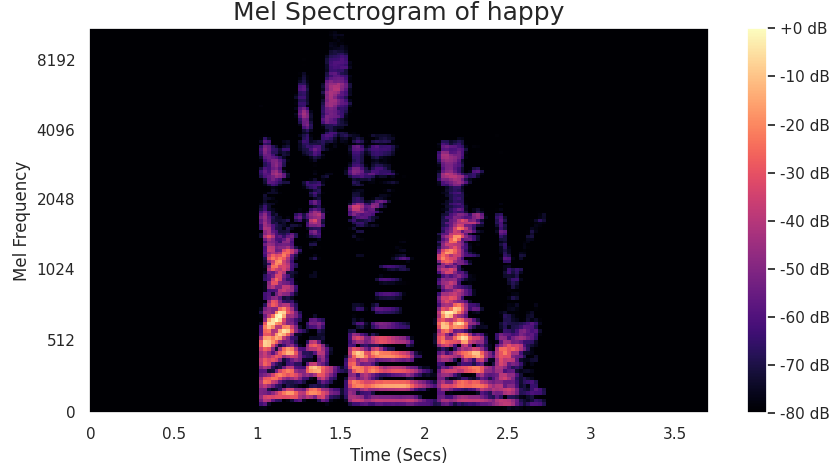 Mel Spectrogram of happy
Mel Frequency
8192
4096
2048
1024
512
0
0 0.5 1 1.5 2 2.5 3 3.5
Time (Secs)
+0 dB
-10 dB
-20 dB
-30 dB
-40 dB
-50 dB
-60 dB
-70 dB
-80 dB